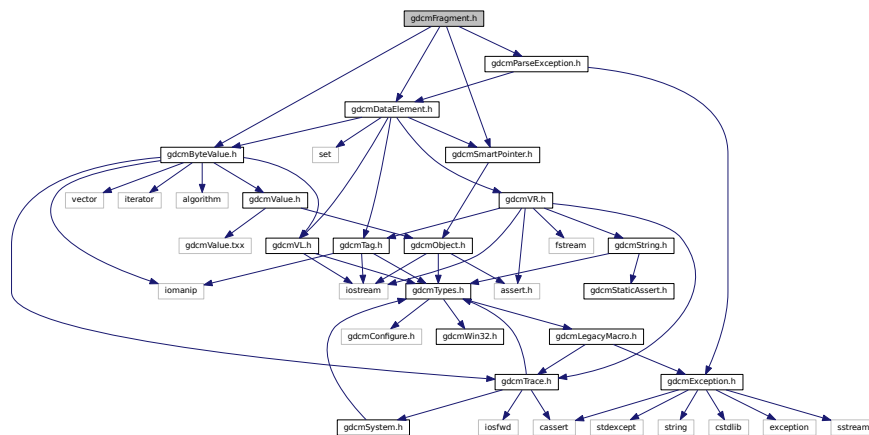 gdcmFragment.h
gdcmParseException.h
gdcmDataElement.h
gdcmByteValue.h
set
gdcmSmartPointer.h
vector
iterator
algorithm
gdcmValue.h
gdcmVR.h
gdcmValue.txx
gdcmVL.h
gdcmTag.h
gdcmObject.h
fstream
gdcmString.h
iomanip
iostream
gdcmTypes.h
assert.h
gdcmStaticAssert.h
gdcmConfigure.h
gdcmWin32.h
gdcmLegacyMacro.h
gdcmTrace.h
gdcmException.h
gdcmSystem.h
iosfwd
cassert
stdexcept
string
cstdlib
exception
sstream